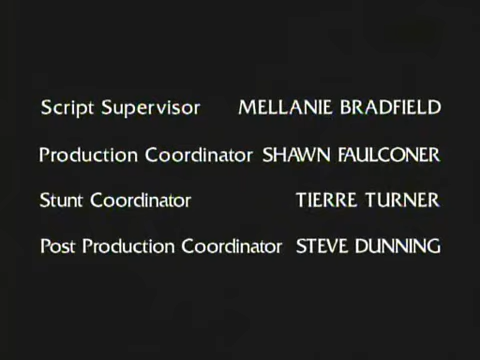 Script Supervisor MELLANIE BRADFIELD
Production Coordinator SHAWN FAULCONER
Stunt Coordinator TIERRE TURNER
Post Production Coordinator STEVE DUNNING